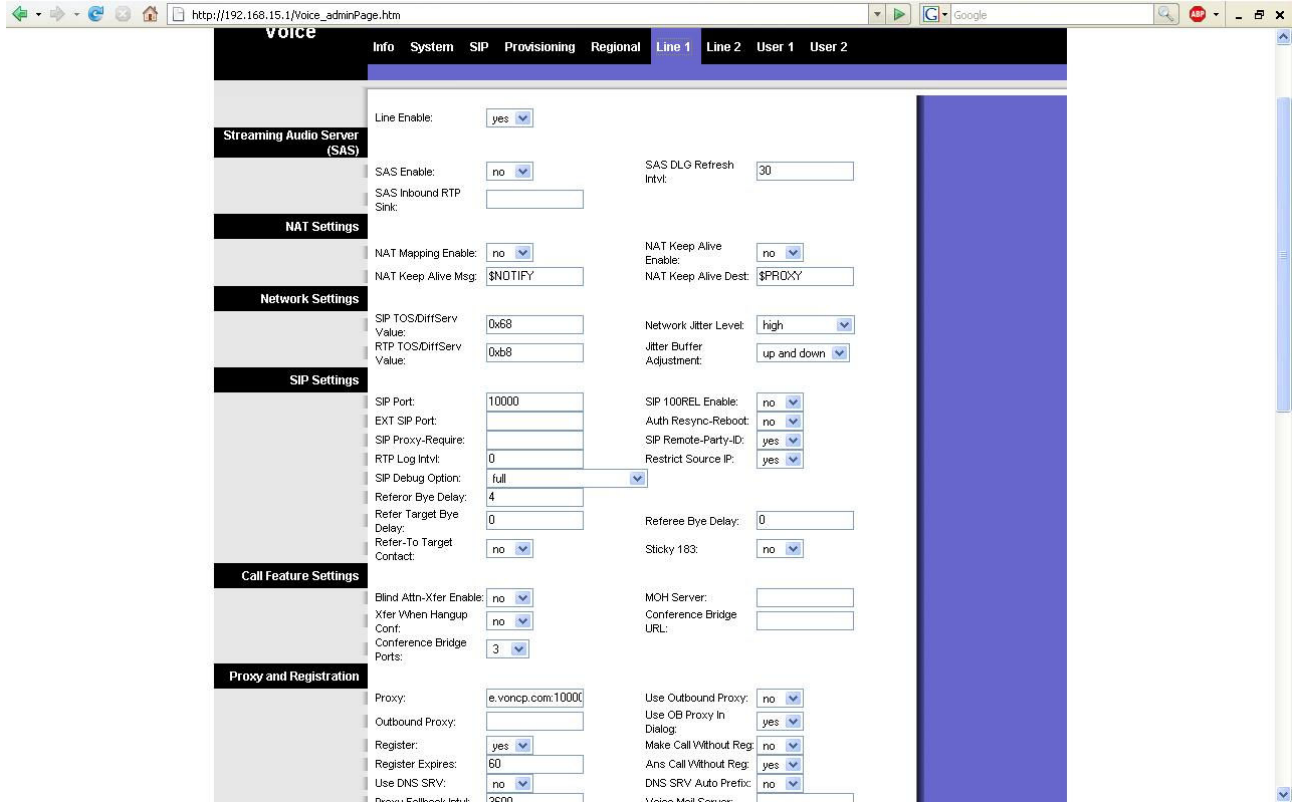 http://192.168.15.1/Voice_adminPage.htm
G Google
ABP
Voice
Info System SIP Provisioning Regional Line 1 Line 2 User 1 User 2
Line Enable: yes
Streaming Audio Server (SAS)
SAS Enable: no SAS DLG Refresh Intvl: 30
SAS Inbound RTP Sink:
NAT Settings
NAT Mapping Enable: no NAT Keep Alive Enable: no
NAT Keep Alive Msg: $NOTIFY NAT Keep Alive Dest: $PROXY
Network Settings
SIP TOS/DiffServ Value: 0x68 Network Jitter Level: high
RTP TOS/DiffServ Value: 0xb8 Jitter Buffer Adjustment: up and down
SIP Settings
SIP Port: 10000 SIP 100REL Enable: no
EXT SIP Port: Auth Resync-Reboot: no
SIP Proxy-Require: SIP Remote-Party-ID: yes
RTP Log Intvl: 0 Restrict Source IP: yes
SIP Debug Option: full
Referor Bye Delay: 4
Refer Target Bye Delay: 0 Referee Bye Delay: 0
Refer-To Target Contact: no Sticky 183: no
Call Feature Settings
Blind Attn-Xfer Enable: no MOH Server:
Xfer When Hangup Conf: no Conference Bridge URL:
Conference Bridge Ports: 3
Proxy and Registration
Proxy: e.voncp.com:10000 Use Outbound Proxy: no
Outbound Proxy: Use OB Proxy In Dialog: yes
Register: yes Make Call Without Reg: no
Register Expires: 60 Ans Call Without Reg: yes
Use DNS SRV: no DNS SRV Auto Prefix: no
Proxy Fallback Intvl: 3600 Voice Mail Server: